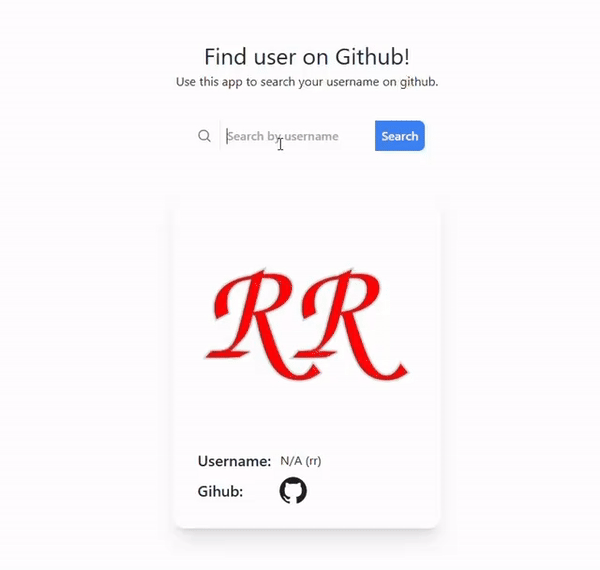 Find user on Github!
Use this app to search your username on github.
Search by username
Search
RR
Username: N/A (rr)
Gihub: